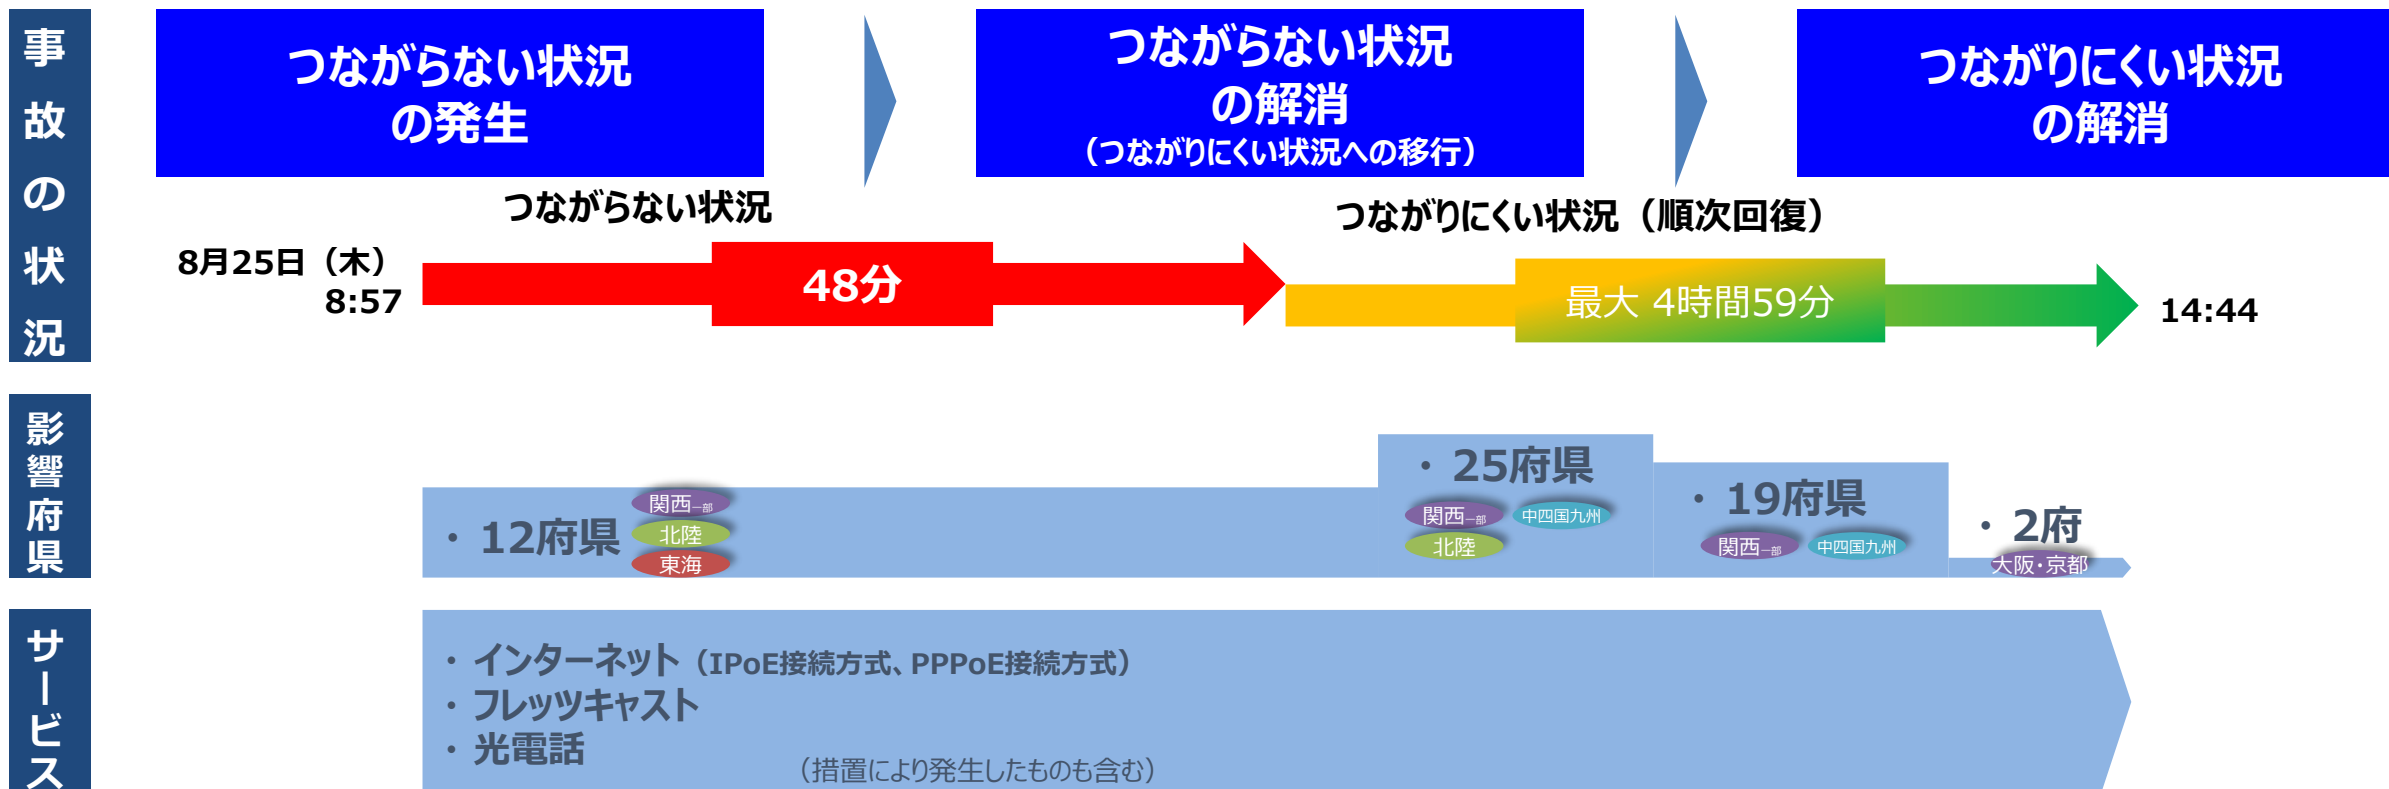 事故の状況
つながらない状況
の発生
つながらない状況
の解消
（つながりにくい状況への移行）
つながりにくい状況
の解消
つながらない状況
つながりにくい状況（順次回復）
8月25日（木）
8:57
48分
最大 4時間59分
14:44
影響府県
・12府県
関西一部
北陸
東海
・25府県
関西一部
中四国九州
北陸
・19府県
関西一部
中四国九州
・2府
大阪・京都
サービス
・インターネット（IPoE接続方式、PPPoE接続方式）
・フレッツキャスト
・光電話
（措置により発生したものも含む）